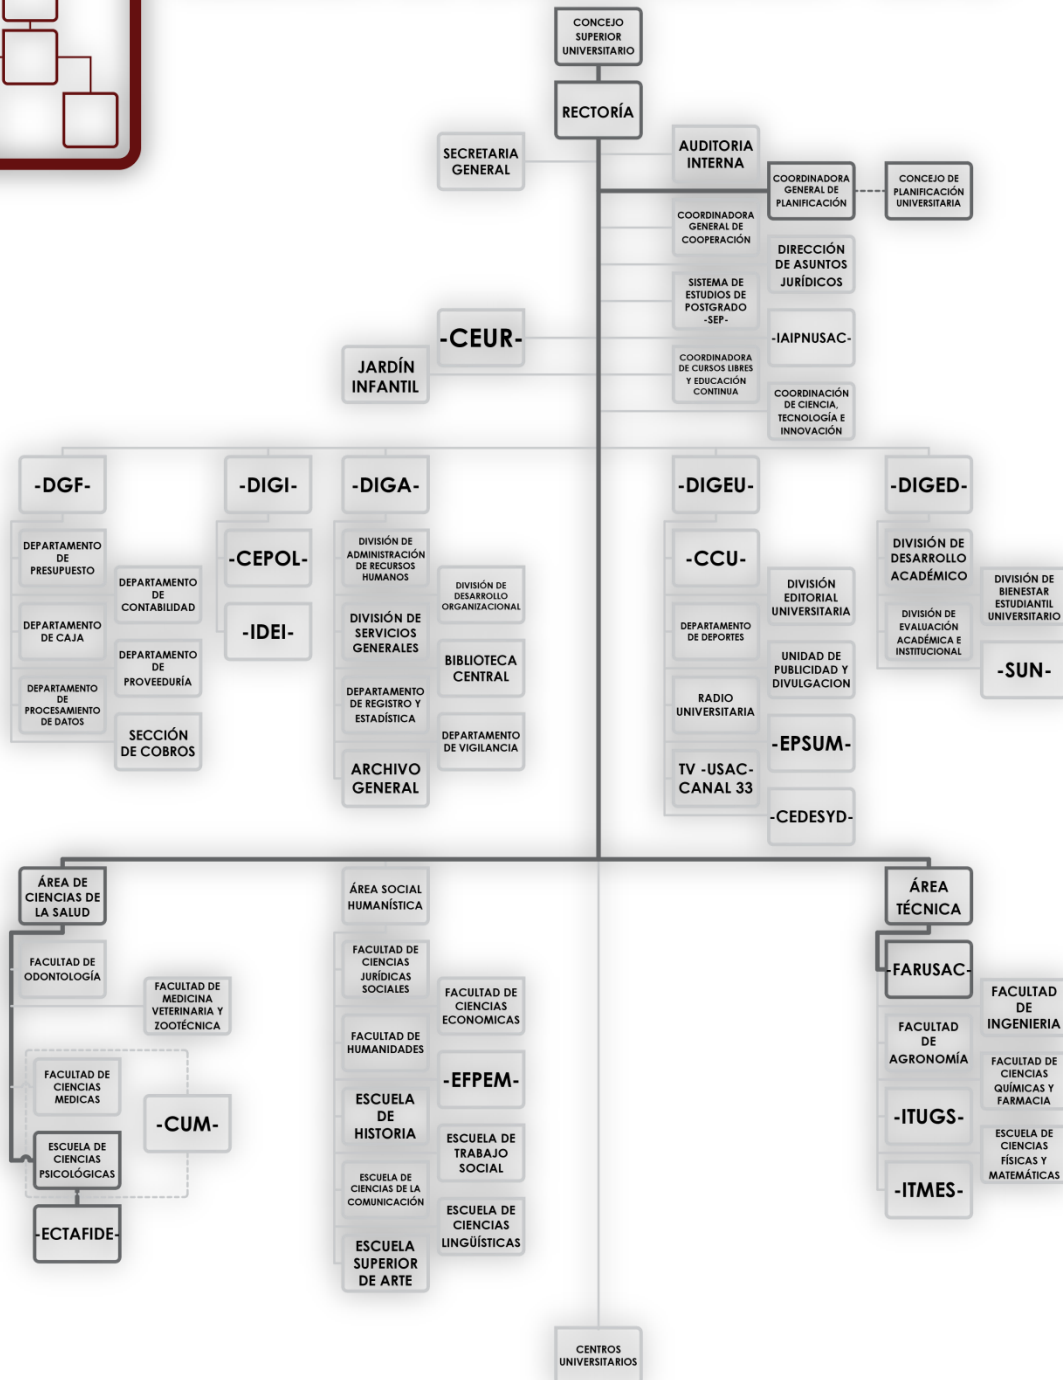 CONCEJO
SUPERIOR
UNIVERSITARIO
RECTORÍA
SECRETARIA
GENERAL
AUDITORIA
INTERNA
COORDINADORA
GENERAL DE
PLANIFICACIÓN
CONCEJO DE
PLANIFICACIÓN
UNIVERSITARIA
COORDINADORA
GENERAL DE
COOPERACIÓN
DIRECCIÓN
DE ASUNTOS
JURÍDICOS
SISTEMA DE
ESTUDIOS DE
POSTGRADO
-SEP-
-CEUR-
-IAIPNUSAC-
JARDÍN
INFANTIL
COORDINADORA
DE CURSOS LIBRES
Y EDUCACIÓN
CONTINUA
COORDINACIÓN
DE CIENCIA,
TECNOLOGÍA E
INNOVACIÓN
-DGF-
DEPARTAMENTO
DE
PRESUPUESTO
DEPARTAMENTO
DE
CONTABILIDAD
DEPARTAMENTO
DE CAJA
DEPARTAMENTO
DE
PROVEEDURÍA
DEPARTAMENTO
DE
PROCESAMIENTO
DE DATOS
SECCIÓN
DE COBROS
-DIGI-
-CEPOL-
-IDEI-
-DIGA-
DIVISIÓN DE
ADMINISTRACIÓN
DE RECURSOS
HUMANOS
DIVISIÓN DE
DESARROLLO
ORGANIZACIONAL
DIVISIÓN DE
SERVICIOS
GENERALES
BIBLIOTECA
CENTRAL
DEPARTAMENTO
DE REGISTRO Y
ESTADÍSTICA
DEPARTAMENTO
DE VIGILANCIA
ARCHIVO
GENERAL
-DIGEU-
-CCU-
DIVISIÓN
EDITORIAL
UNIVERSITARIA
DEPARTAMENTO
DE DEPORTES
UNIDAD DE
PUBLICIDAD Y
DIVULGACION
RADIO
UNIVERSITARIA
-EPSUM-
TV -USAC-
CANAL 33
-CEDESYD-
-DIGED-
DIVISIÓN DE
DESARROLLO
ACADÉMICO
DIVISIÓN DE
BIENESTAR
ESTUDIANTIL
UNIVERSITARIO
DIVISIÓN DE
EVALUACIÓN
ACADÉMICA E
INSTITUCIONAL
-SUN-
ÁREA DE
CIENCIAS DE
LA SALUD
FACULTAD DE
ODONTOLOGÍA
FACULTAD DE
MEDICINA
VETERINARIA Y
ZOOTÉCNICA
FACULTAD DE
CIENCIAS
MEDICAS
-CUM-
ESCUELA DE
CIENCIAS
PSICOLÓGICAS
-ECTAFIDE-
ÁREA SOCIAL
HUMANÍSTICA
FACULTAD DE
CIENCIAS
JURÍDICAS
SOCIALES
FACULTAD DE
CIENCIAS
ECONOMICAS
FACULTAD DE
HUMANIDADES
-EFPEM-
ESCUELA
DE
HISTORIA
ESCUELA DE
TRABAJO
SOCIAL
ESCUELA DE
CIENCIAS DE LA
COMUNICACIÓN
ESCUELA DE
CIENCIAS
LINGÜÍSTICAS
ESCUELA
SUPERIOR
DE ARTE
ÁREA
TÉCNICA
-FARUSAC-
FACULTAD
DE
INGENIERIA
FACULTAD
DE
AGRONOMÍA
FACULTAD DE
CIENCIAS
QUÍMICAS Y
FARMACIA
-ITUGS-
ESCUELA DE
CIENCIAS
FÍSICAS Y
MATEMÁTICAS
-ITMES-
CENTROS
UNIVERSITARIOS